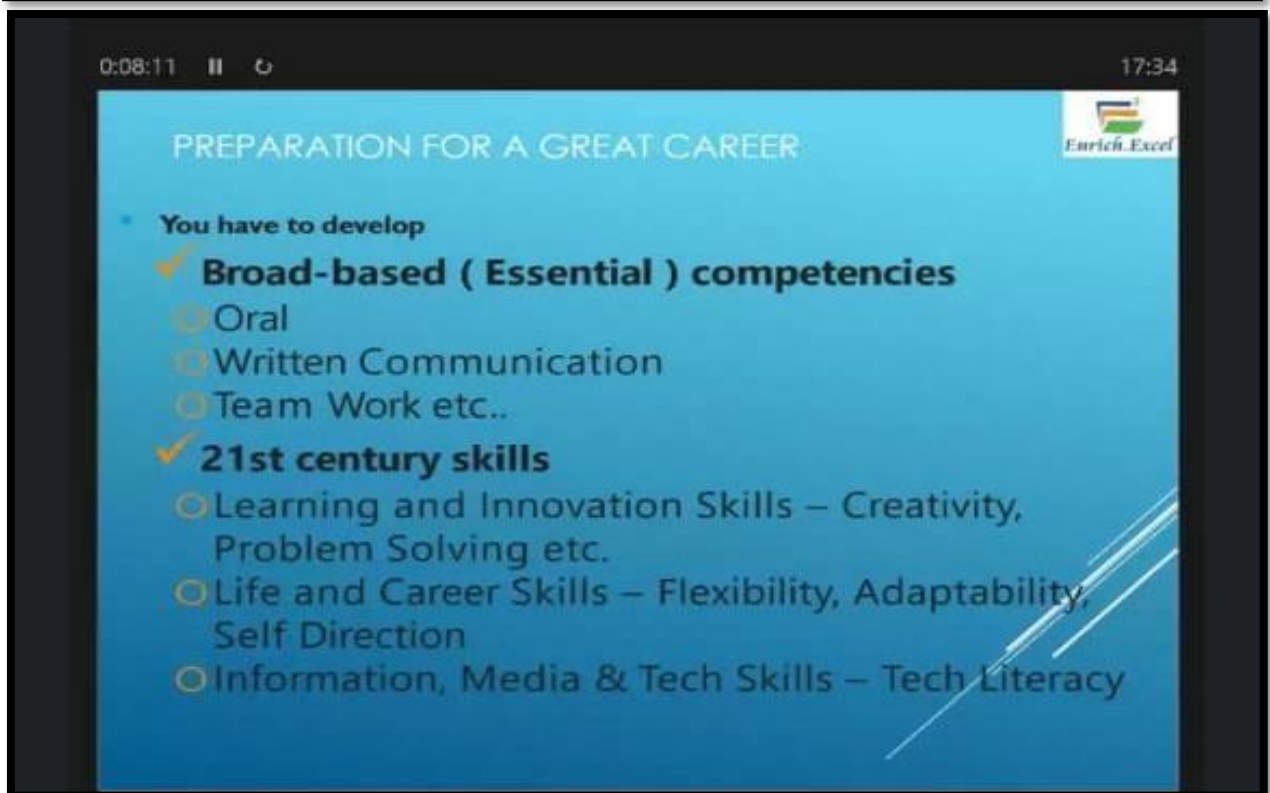 0:08:11
17:34
PREPARATION FOR A GREAT CAREER
Enrich.Excel
You have to develop
Broad-based ( Essential ) competencies
Oral
Written Communication
Team Work etc..
21st century skills
Learning and Innovation Skills – Creativity,
Problem Solving etc.
Life and Career Skills – Flexibility, Adaptability,
Self Direction
Information, Media & Tech Skills – Tech Literacy